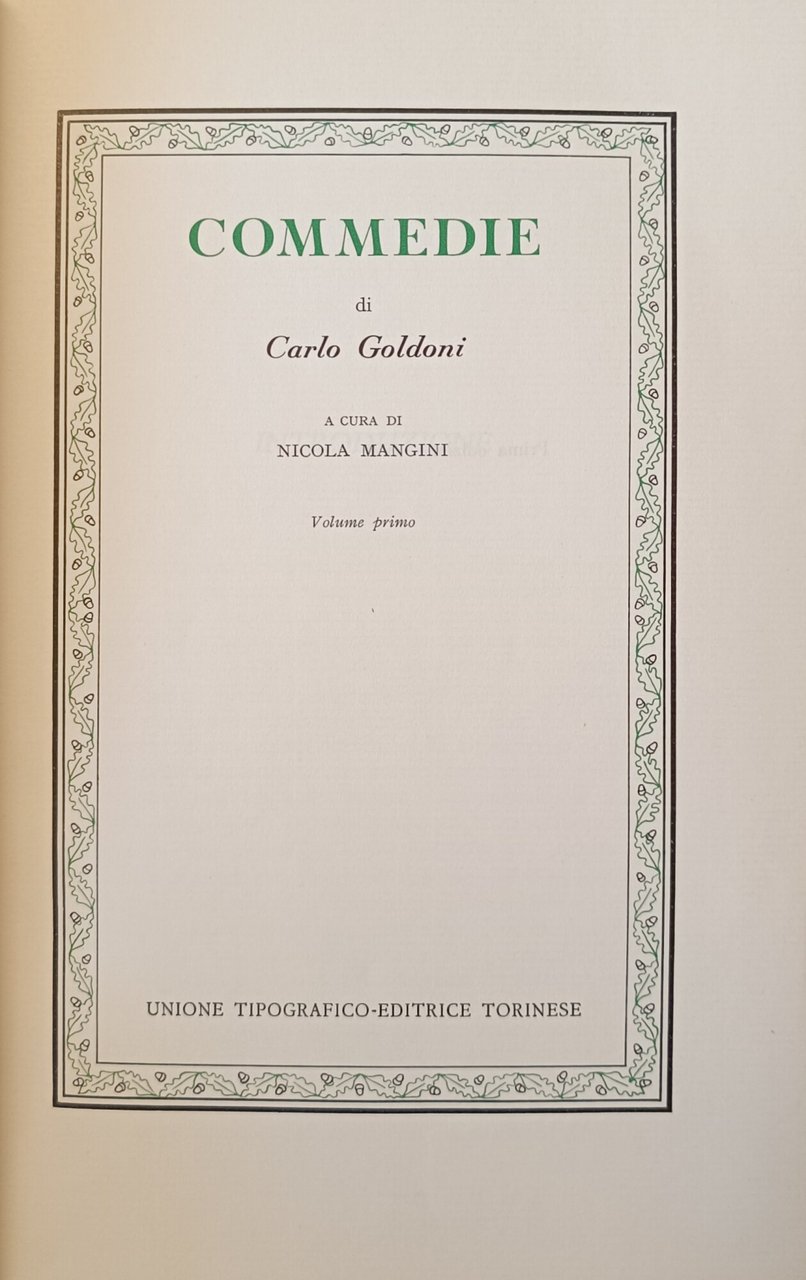 COMMEDIE
di
Carlo Goldoni
A CURA DI
NICOLA MANGINI
Volume primo
UNIONE TIPOGRAFICO-EDITRICE TORINESE